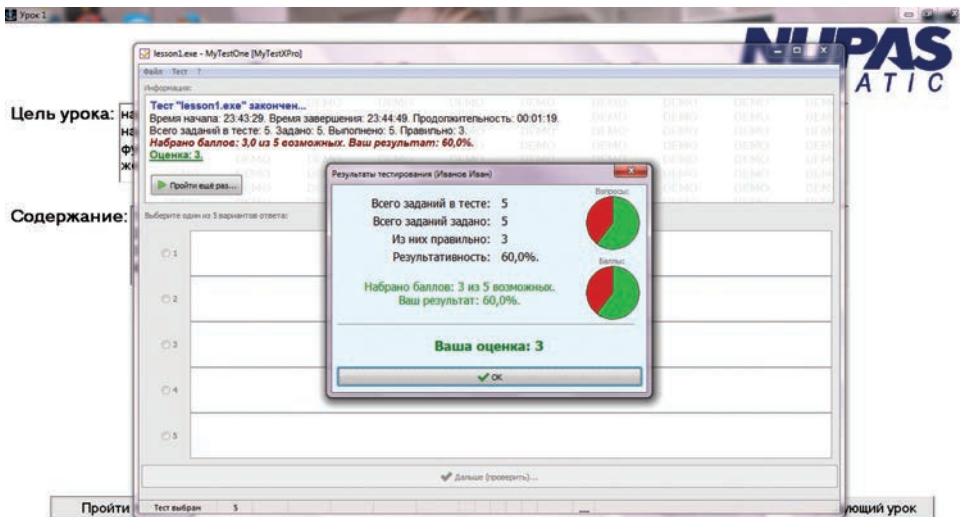 Урок 1
NUPAS
ATIC
Цель урока:
Содержание:
lesson1.exe - MyTestOne [MyTestXPro]
Файл Тест ?
Информация:
Тест "lesson1.exe" закончен...
Время начала: 23:43:29. Время завершения: 23:44:49. Продолжительность: 00:01:19.
Всего заданий в тесте: 5. Задано: 5. Выполнено: 5. Правильно: 3.
Набрано баллов: 3,0 из 5 возможных. Ваш результат: 60,0%.
Оценка: 3.
Пройти ещё раз...
Выберите один из 5 вариантов ответа:
1
2
3
4
5
Результаты тестирования (Иванов Иван)
Всего заданий в тесте: 5
Всего заданий задано: 5
Из них правильно: 3
Результативность: 60,0%.
Вопросы:
Баллы:
Набрано баллов: 3 из 5 возможных.
Ваш результат: 60,0%.
Ваша оценка: 3
OK
Дальше (проверить)...
Тест выбран 5
Пройти
ующий урок